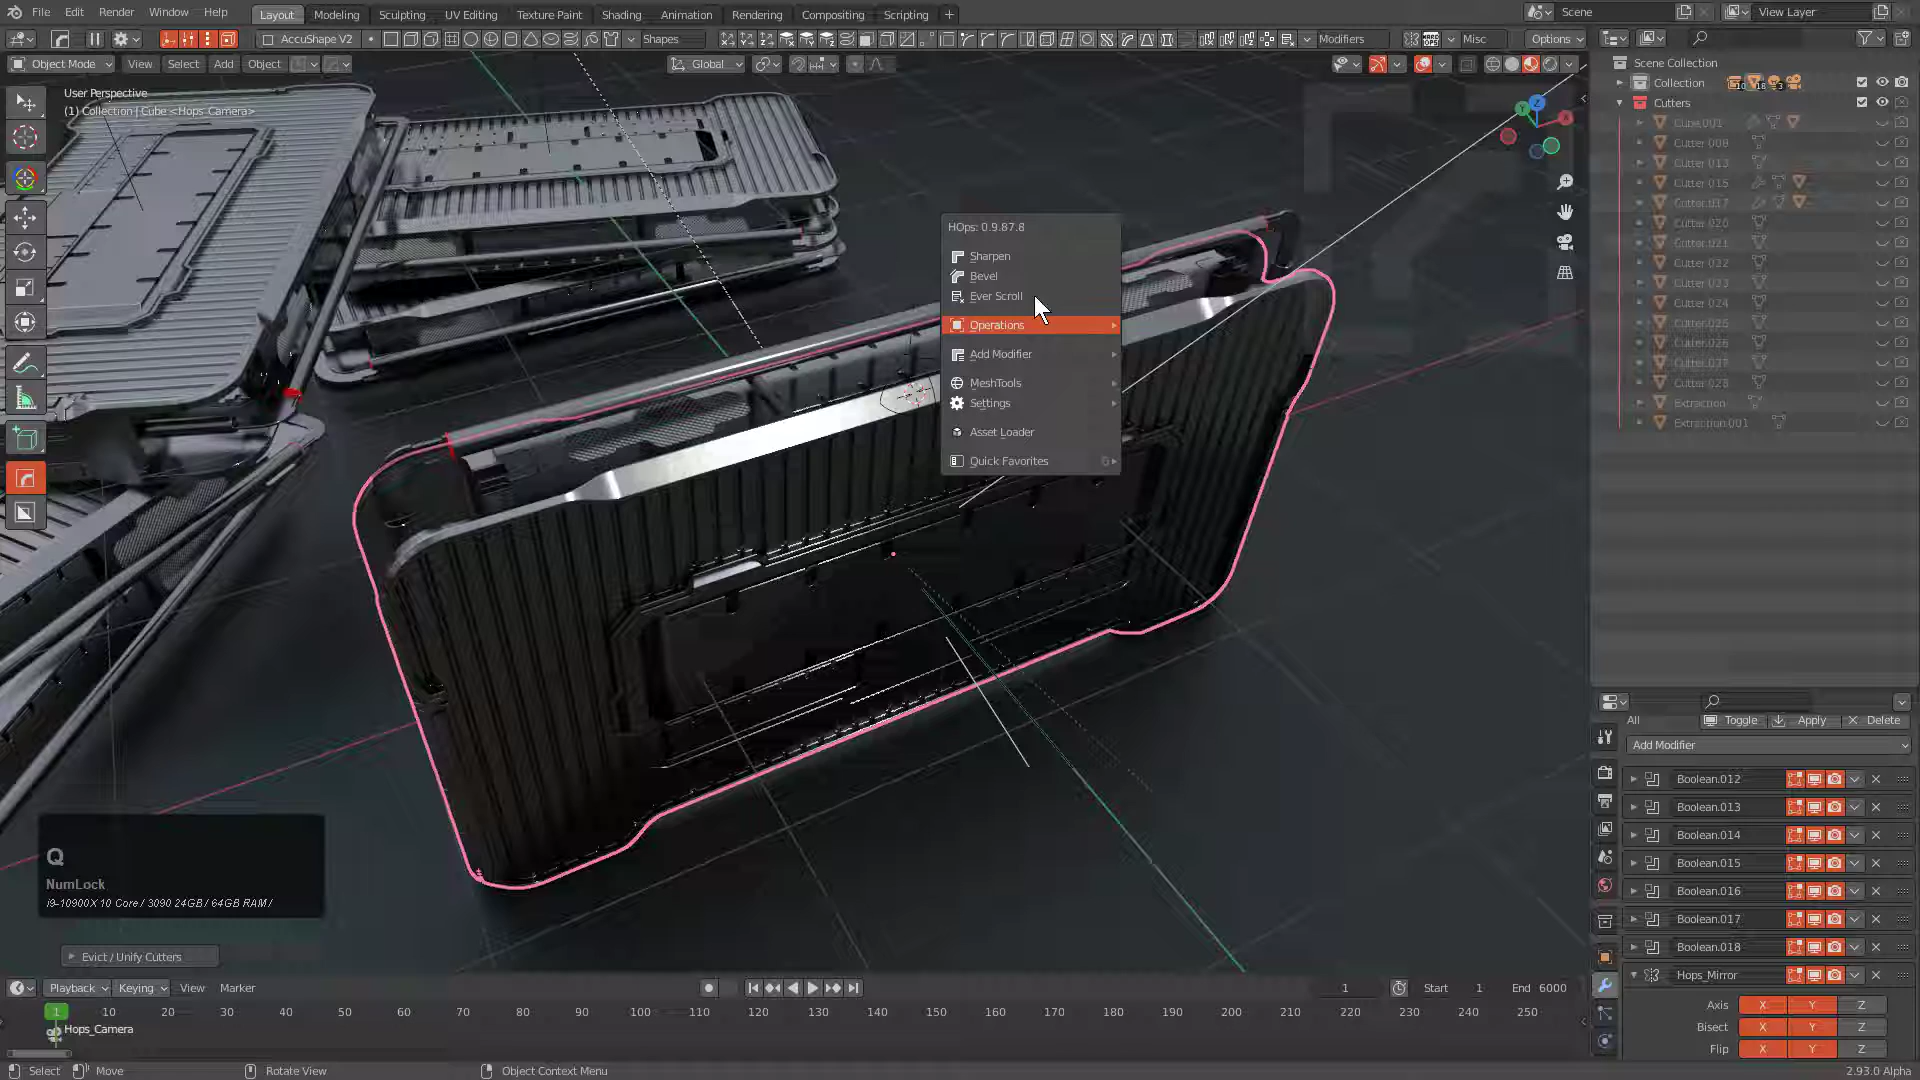 File Edit Render Window Help Layout Modeling Sculpting UV Editing Texture Paint Shading Animation Rendering Compositing Scripting + Scene View Layer
AccuShape V2 Shapes Modifiers Misc Options
Object Mode View Select Add Object Global
User Perspective
(1) Collection | Cube <Hops_Camera>
Scene Collection
Collection 10 18 3
Cutters
Cube.001
Cutter.008
Cutter.013
Cutter.015
Cutter.017
Cutter.020
Cutter.021
Cutter.022
Cutter.023
Cutter.024
Cutter.025
Cutter.026
Cutter.027
Cutter.028
Extraction
Extraction.001
HOps: 0.9.87.8
Sharpen
Bevel
Ever Scroll
Operations
Add Modifier
MeshTools
Settings
Asset Loader
Quick Favorites
Z
Y
X
All Toggle Apply Delete
Add Modifier
Boolean.012
Boolean.013
Boolean.014
Boolean.015
Boolean.016
Boolean.017
Boolean.018
Hops_Mirror
Axis X Y Z
Bisect X Y Z
Flip X Y Z
Q
NumLock
i9-10900X 10 Core / 3090 24GB / 64GB RAM /
Evict / Unify Cutters
Playback Keying View Marker 1 Start 1 End 6000
1 10 20 30 40 50 60 70 80 90 100 110 120 130 140 150 160 170 180 190 200 210 220 230 240 250
Hops_Camera
Select Move Rotate View Object Context Menu 2.93.0 Alpha